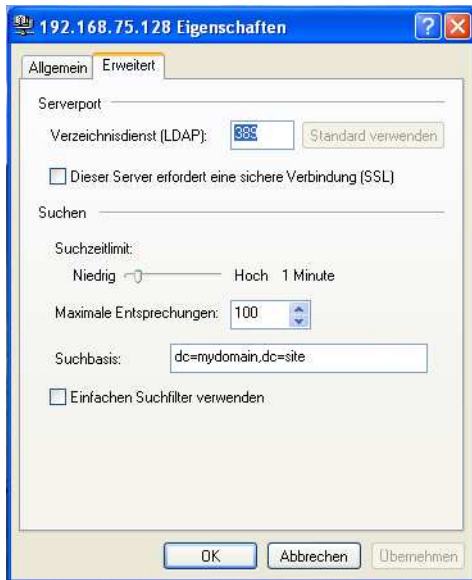 192.168.75.128 Eigenschaften
Allgemein Erweitert
Serverport
Verzeichnisdienst (LDAP): 389 Standard verwenden
Dieser Server erfordert eine sichere Verbindung (SSL)
Suchen
Suchzeitlimit:
Niedrig Hoch 1 Minute
Maximale Entsprechungen: 100
Suchbasis: dc=mydomain,dc=site
Einfachen Suchfilter verwenden
OK Abbrechen Übernehmen